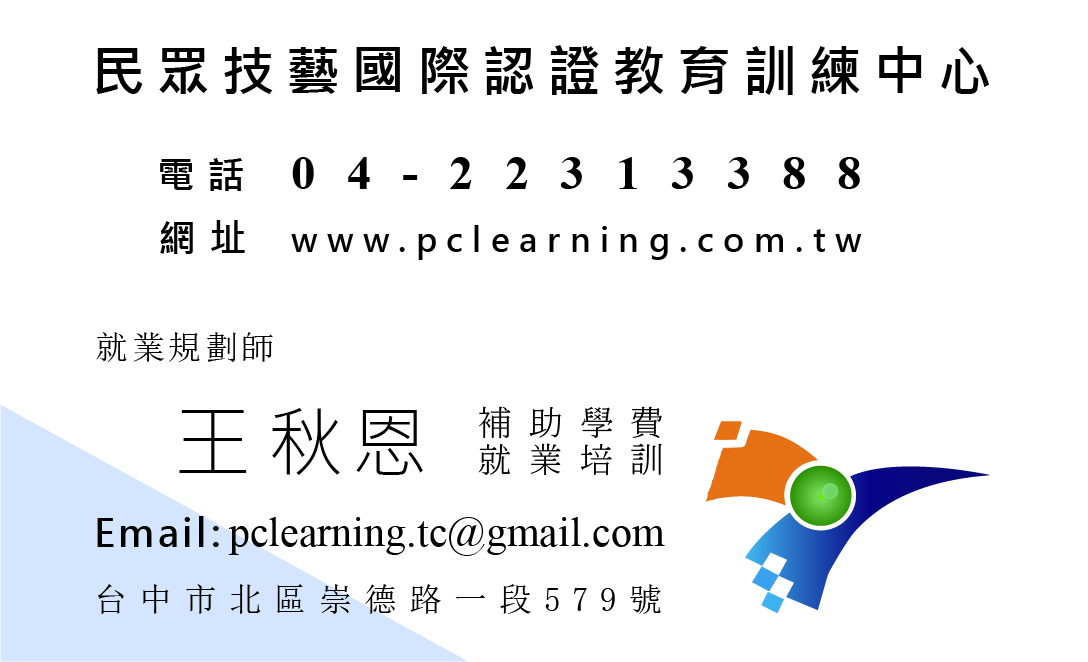 民眾技藝國際認證教育訓練中心
電話 04-22313388
網址 www.pclearning.com.tw
就業規劃師
王秋恩
補助學費
就業培訓
Email:pclearning.tc@gmail.com
台中市北區崇德路一段579號